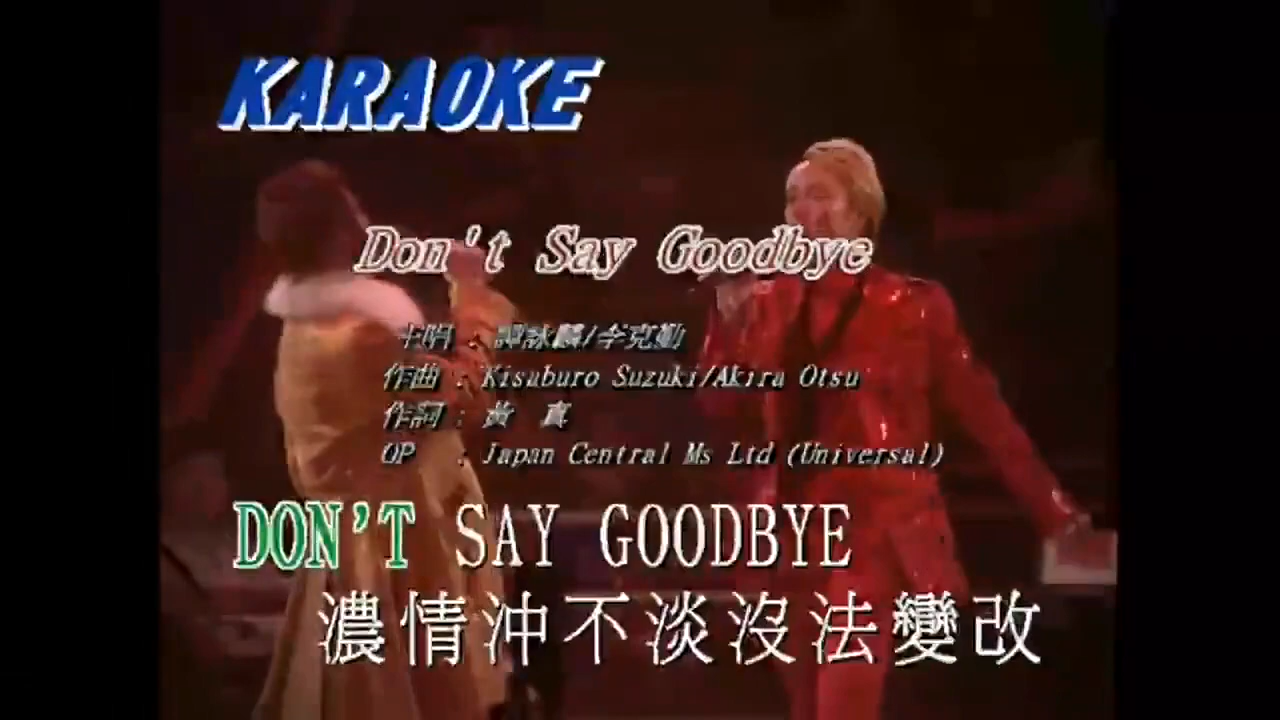 KARAOKE
Don't Say Goodbye
主唱 : 譚詠麟/李克勤
作曲 : Kisaburo Suzuki/Akira Otsu
作詞 : 黃 真
OP : Japan Central Ms Ltd (Universal)
DON'T SAY GOODBYE
濃情沖不淡沒法變改